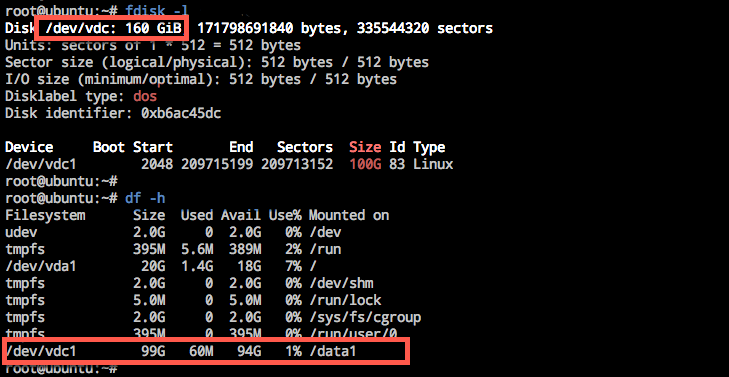 root@ubuntu:~# fdisk -l
Disk /dev/vdc: 160 GiB, 171798691840 bytes, 335544320 sectors
Units: sectors of 1 * 512 = 512 bytes
Sector size (logical/physical): 512 bytes / 512 bytes
I/O size (minimum/optimal): 512 bytes / 512 bytes
Disklabel type: dos
Disk identifier: 0xb6ac45dc
Device     Boot Start       End   Sectors  Size Id Type
/dev/vdc1        2048 209715199 209713152  100G 83 Linux
root@ubuntu:~#
root@ubuntu:~# df -h
Filesystem      Size  Used Avail Use% Mounted on
udev            2.0G     0  2.0G   0% /dev
tmpfs           395M  5.6M  389M   2% /run
/dev/vda1        20G  1.4G   18G   7% /
tmpfs           2.0G     0  2.0G   0% /dev/shm
tmpfs           5.0M     0  5.0M   0% /run/lock
tmpfs           2.0G     0  2.0G   0% /sys/fs/cgroup
tmpfs           395M     0  395M   0% /run/user/0
/dev/vdc1        99G   60M   94G   1% /data1
root@ubuntu:~#